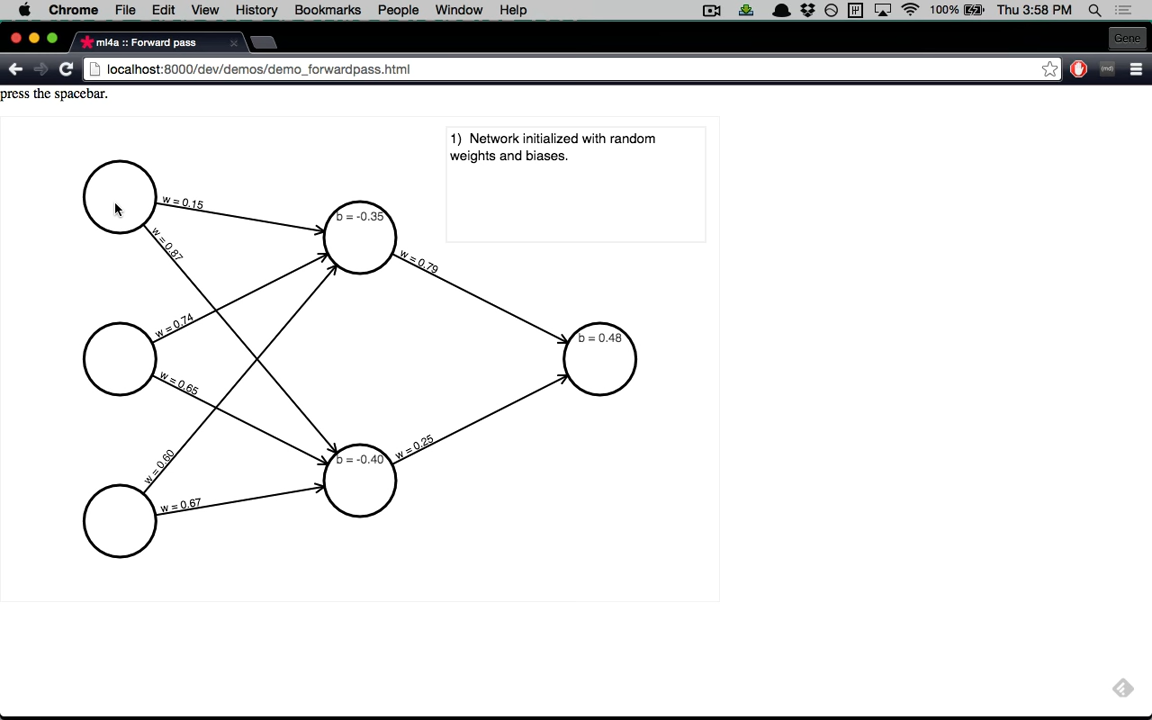 Chrome File Edit View History Bookmarks People Window Help 100% Thu 3:58 PM
ml4a :: Forward pass
Gene
localhost:8000/dev/demos/demo_forwardpass.html
press the spacebar.
1) Network initialized with random
weights and biases.
w = 0.15
b = -0.35
w = 0.87
w = 0.79
w = 0.74
b = 0.48
w = 0.65
w = 0.25
b = -0.40
w = 0.60
w = 0.67